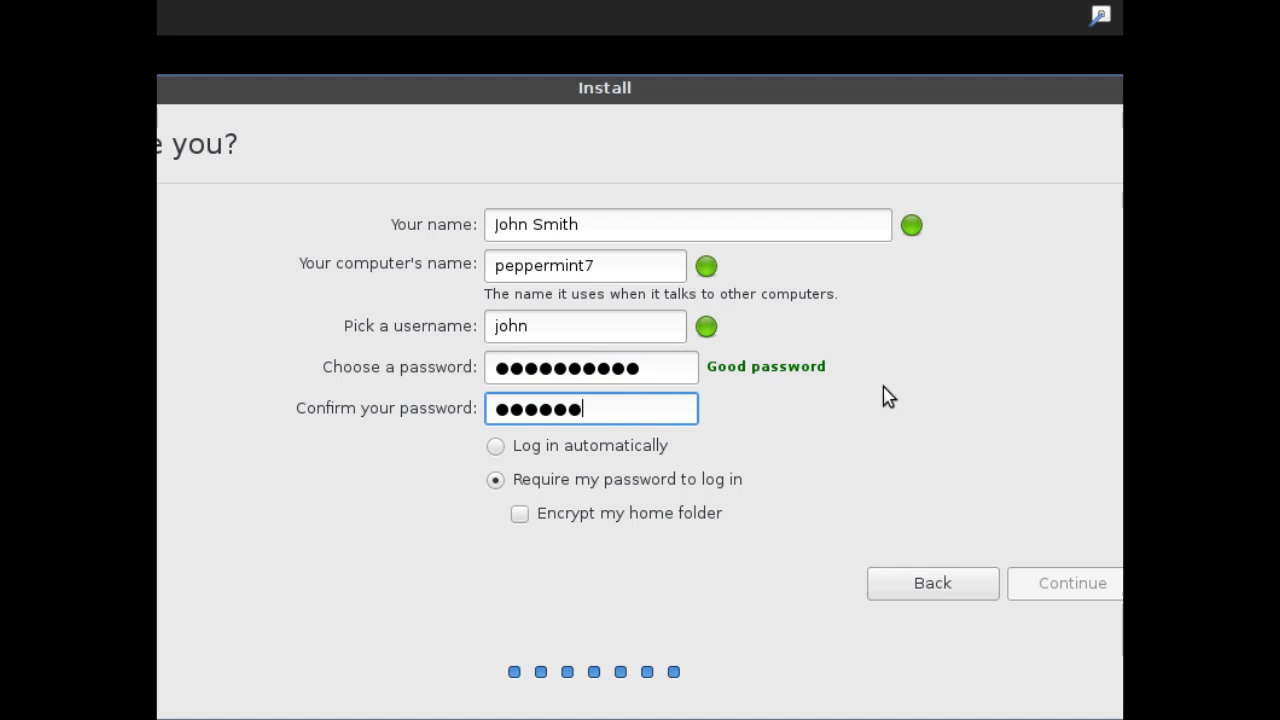 Install
e you?
Your name: John Smith
Your computer's name: peppermint7
The name it uses when it talks to other computers.
Pick a username: john
Choose a password: ●●●●●●●●●● Good password
Confirm your password: ●●●●●●
Log in automatically
Require my password to log in
Encrypt my home folder
Back Continue